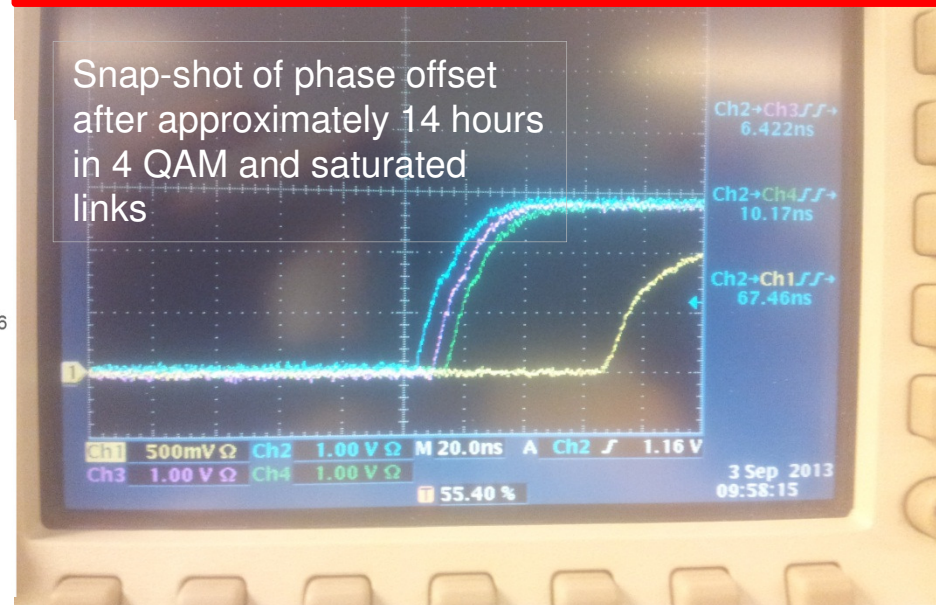 Snap-shot of phase offset
after approximately 14 hours
in 4 QAM and saturated
links
Ch2→Ch3
6.422ns
Ch2→Ch4
10.17ns
Ch2→Ch1
67.46ns
6
1
Ch1 500mV Ω Ch2 1.00 V Ω M 20.0ns A Ch2 ʃ 1.16 V
Ch3 1.00 V Ω Ch4 1.00 V Ω
T 55.40 %
3 Sep 2013
09:58:15